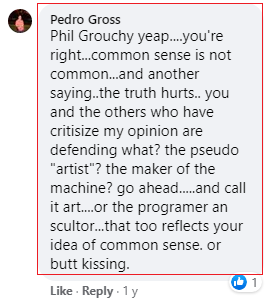 Pedro Gross
Phil Grouchy yeap....you're
right...common sense is not
common...and another
saying..the truth hurts.. you
and the others who have
critisize my opinion are
defending what? the pseudo
"artist"? the maker of the
machine? go ahead.....and call
it art....or the programer an
scultor...that too reflects your
idea of common sense. or
butt kissing.
1
Like · Reply · 1 y